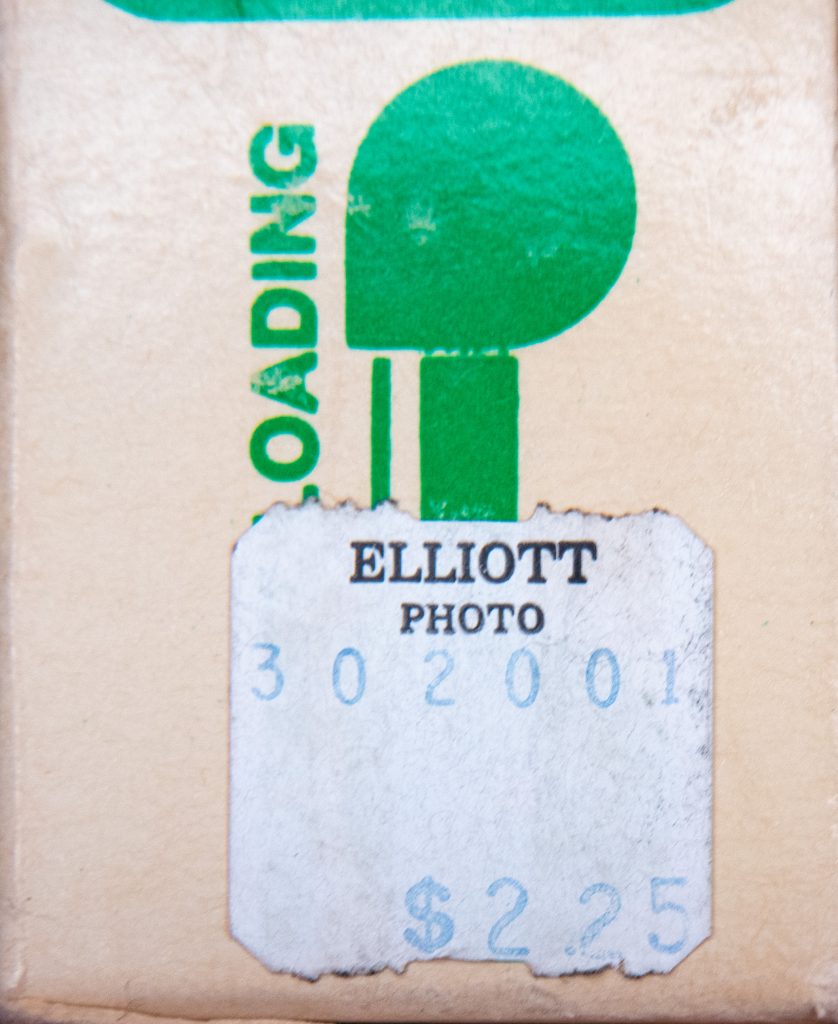 LOADING
ELLIOTT
PHOTO
302001
$2.25